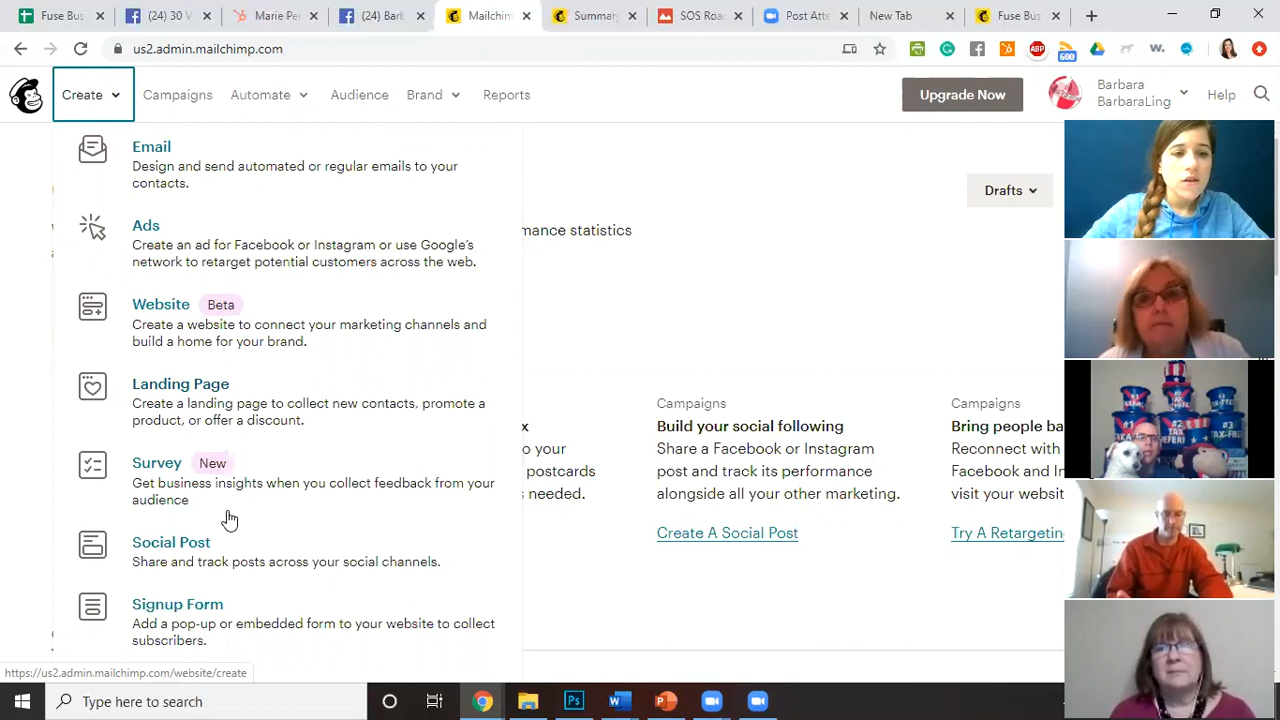 Fuse Bus
(24) 30 V
Marie Pe
(24) Bar
Mailchim
Summary
SOS Roa
Post Atte
New Tab
Fuse Bus
us2.admin.mailchimp.com
ABP
600
w.
Create
Campaigns
Automate
Audience
Brand
Reports
Upgrade Now
Barbara
BarbaraLing
Help
Email
Design and send automated or regular emails to your
contacts.
Ads
Create an ad for Facebook or Instagram or use Google's
network to retarget potential customers across the web.
Website Beta
Create a website to connect your marketing channels and
build a home for your brand.
Landing Page
Create a landing page to collect new contacts, promote a
product, or offer a discount.
Survey New
Get business insights when you collect feedback from your
audience
Social Post
Share and track posts across your social channels.
Signup Form
Add a pop-up or embedded form to your website to collect
subscribers.
Drafts
mance statistics
x
o your
postcards
s needed.
Campaigns
Build your social following
Share a Facebook or Instagram
post and track its performance
alongside all your other marketing.
Create A Social Post
Campaigns
Bring people ba
Reconnect with
Facebook and In
visit your websit
Try A Retargetin
#1
#2
#3
TAX-FREE
https://us2.admin.mailchimp.com/website/create
Type here to search